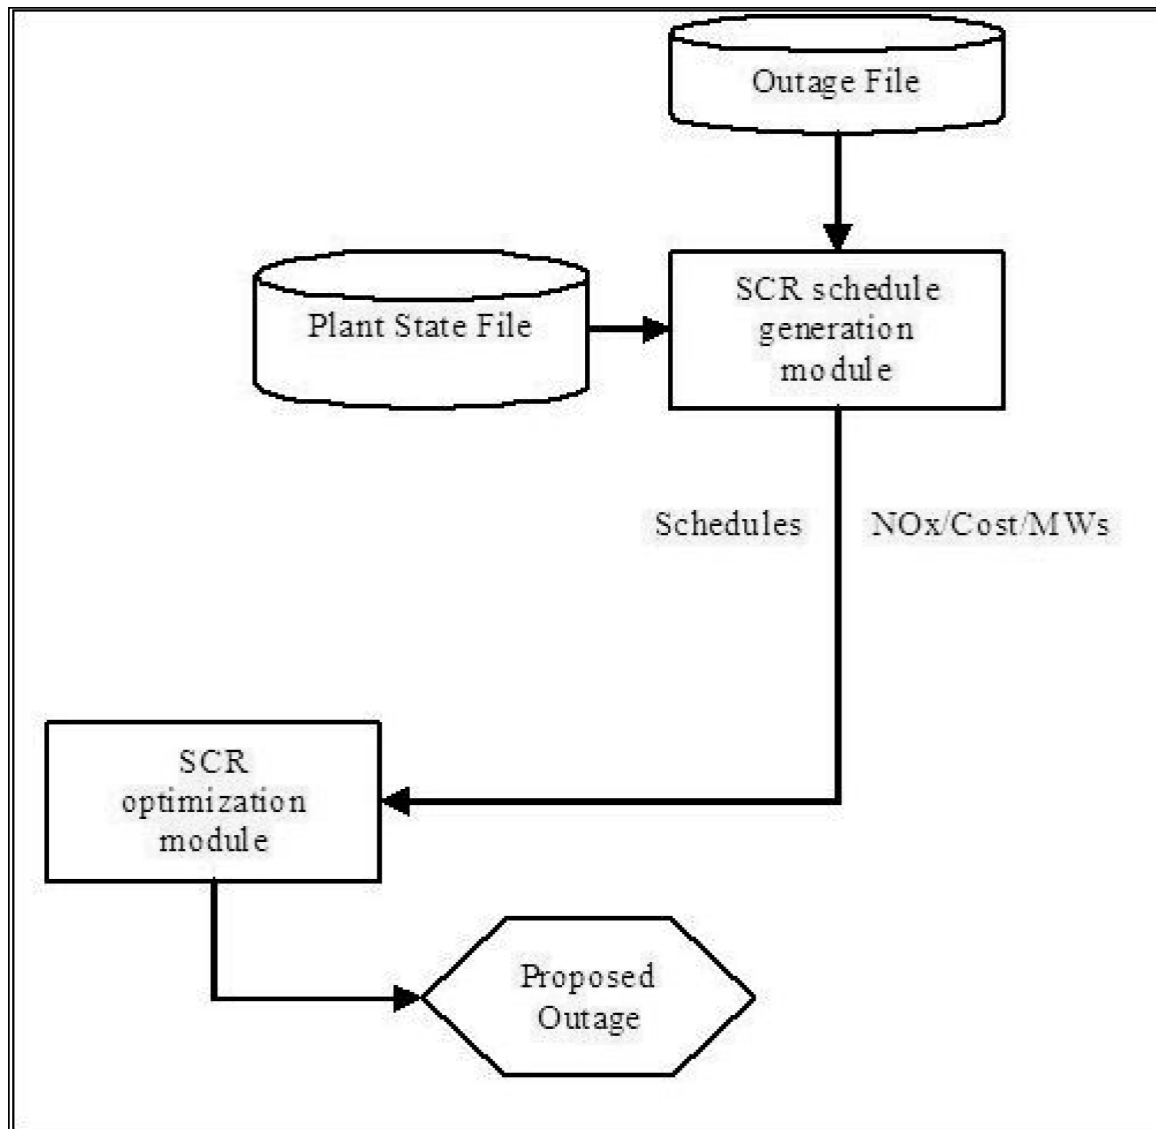 Outage File
Plant State File
SCR schedule
generation
module
Schedules
NOx/Cost/MWs
SCR
optimization
module
Proposed
Outage